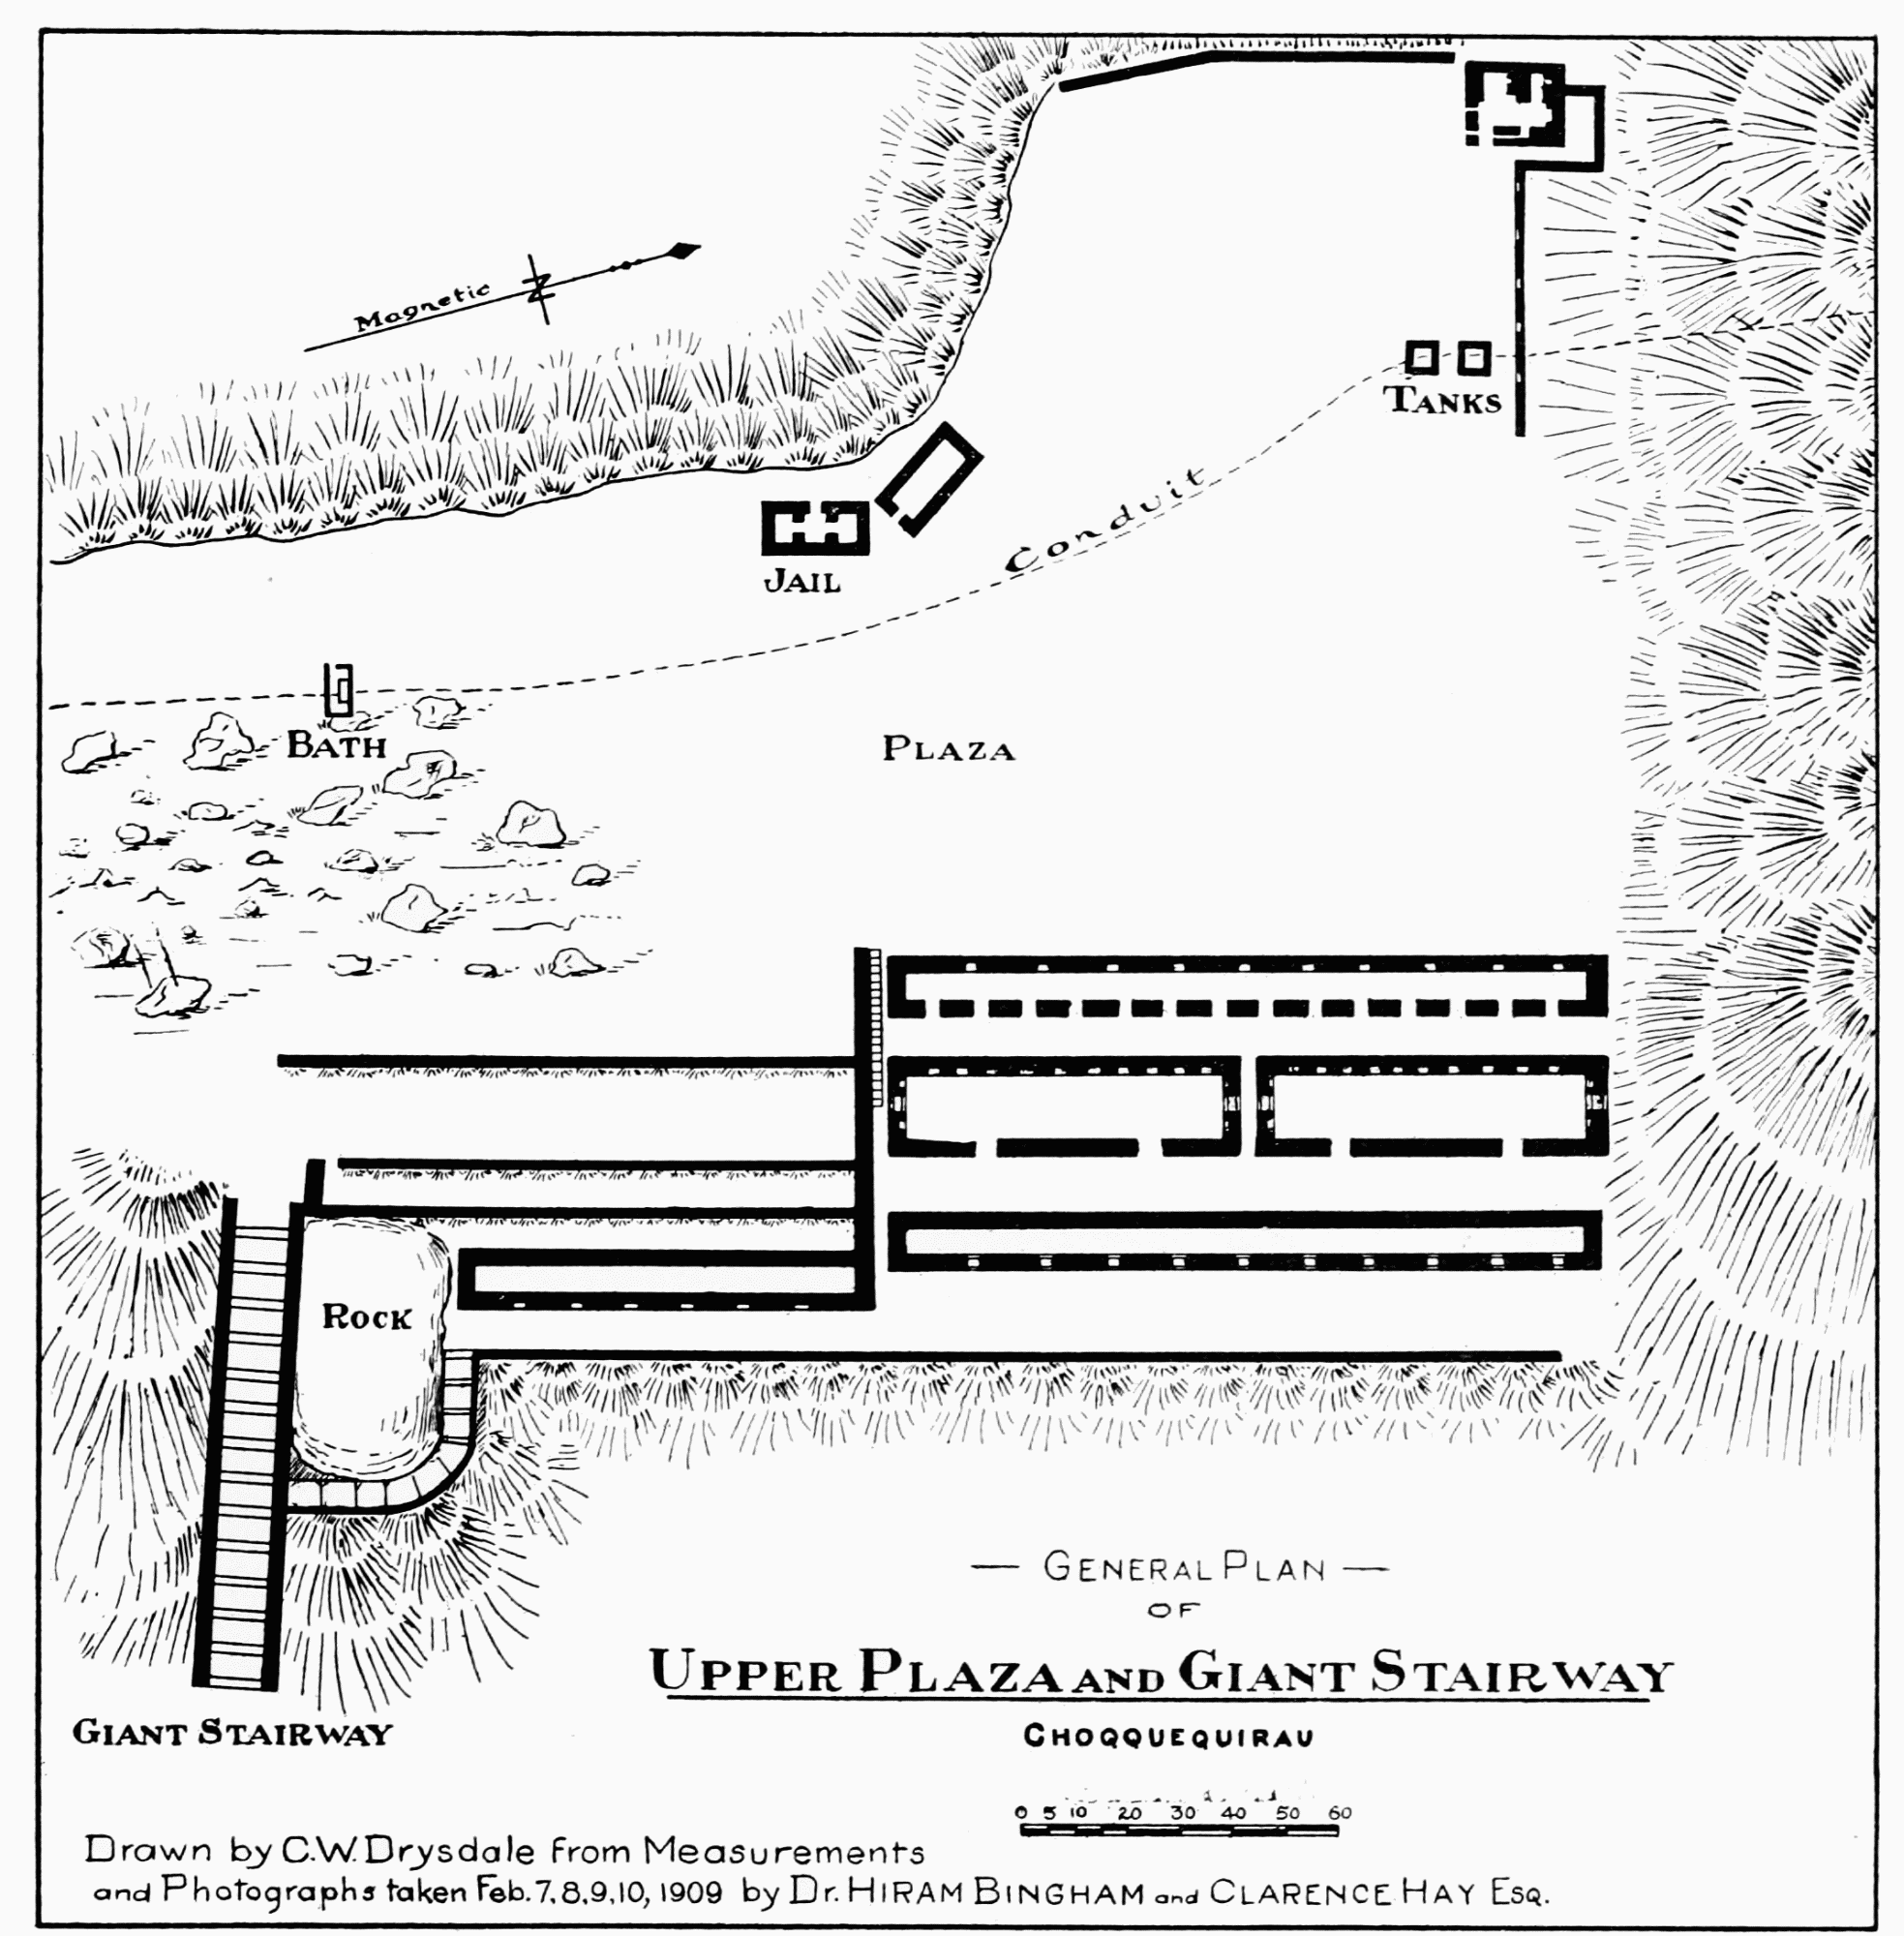 Magnetic N
TANKS
Conduit
JAIL
BATH
PLAZA
ROCK
— GENERAL PLAN —
OF
UPPER PLAZA AND GIANT STAIRWAY
GIANT STAIRWAY
CHOQQUEQUIRAU
0 5 10 20 30 40 50 60
Drawn by C.W. Drysdale from Measurements
and Photographs taken Feb. 7, 8, 9, 10, 1909 by Dr. HIRAM BINGHAM and CLARENCE HAY ESQ.